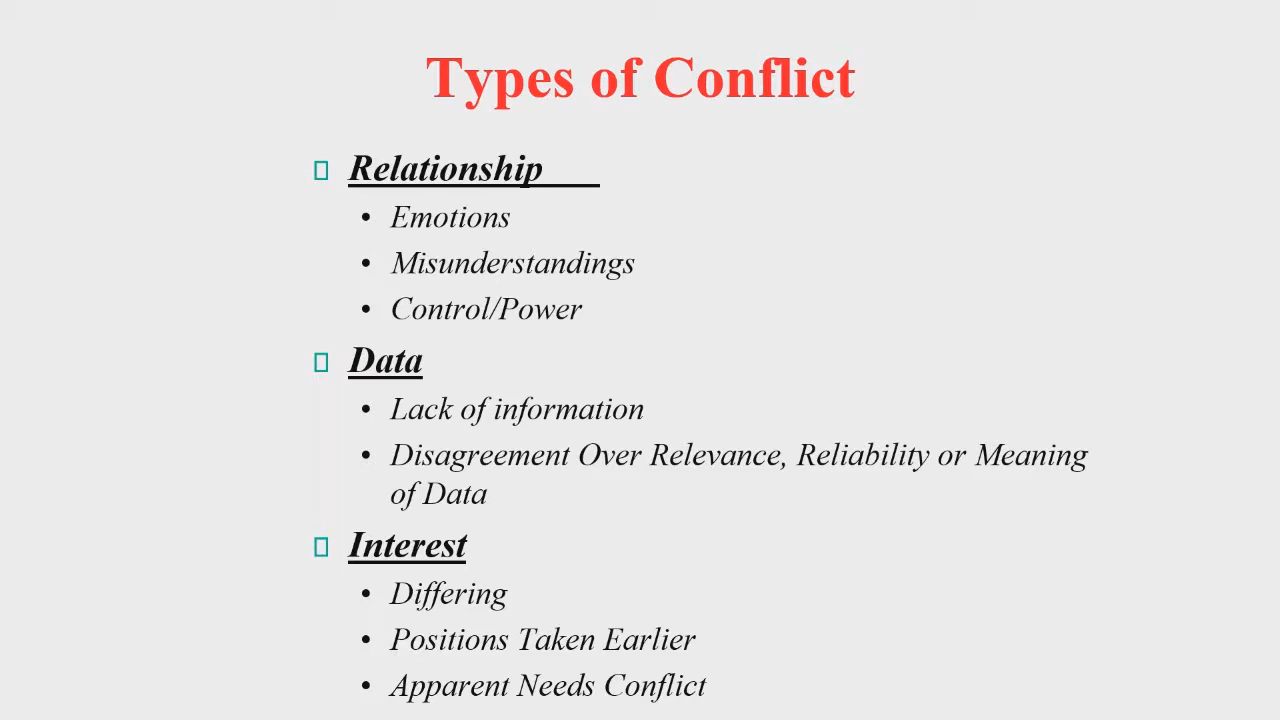 Types of Conflict
Relationship
• Emotions
• Misunderstandings
• Control/Power
Data
• Lack of information
• Disagreement Over Relevance, Reliability or Meaning
of Data
Interest
• Differing
• Positions Taken Earlier
• Apparent Needs Conflict